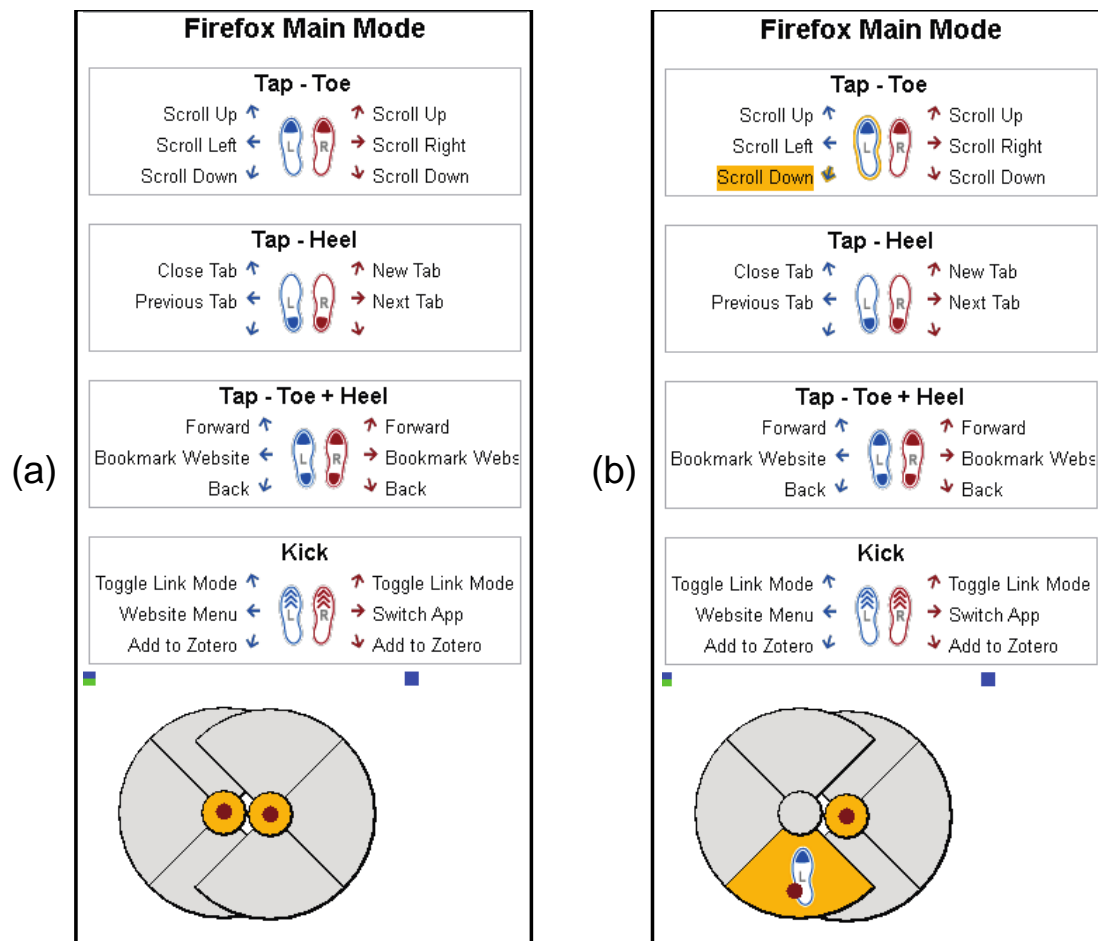 (a)
Firefox Main Mode
Tap - Toe
Scroll Up L R Scroll Up
Scroll Left Scroll Right
Scroll Down Scroll Down
Tap - Heel
Close Tab New Tab
Previous Tab L R Next Tab
Tap - Toe + Heel
Forward Forward
Bookmark Website L R Bookmark Webs
Back Back
Kick
Toggle Link Mode Toggle Link Mode
Website Menu L R Switch App
Add to Zotero Add to Zotero
(b)
Firefox Main Mode
Tap - Toe
Scroll Up Scroll Up
Scroll Left L R Scroll Right
Scroll Down Scroll Down
Tap - Heel
Close Tab New Tab
Previous Tab L R Next Tab
Tap - Toe + Heel
Forward Forward
Bookmark Website L R Bookmark Webs
Back Back
Kick
Toggle Link Mode Toggle Link Mode
Website Menu L R Switch App
Add to Zotero Add to Zotero
L